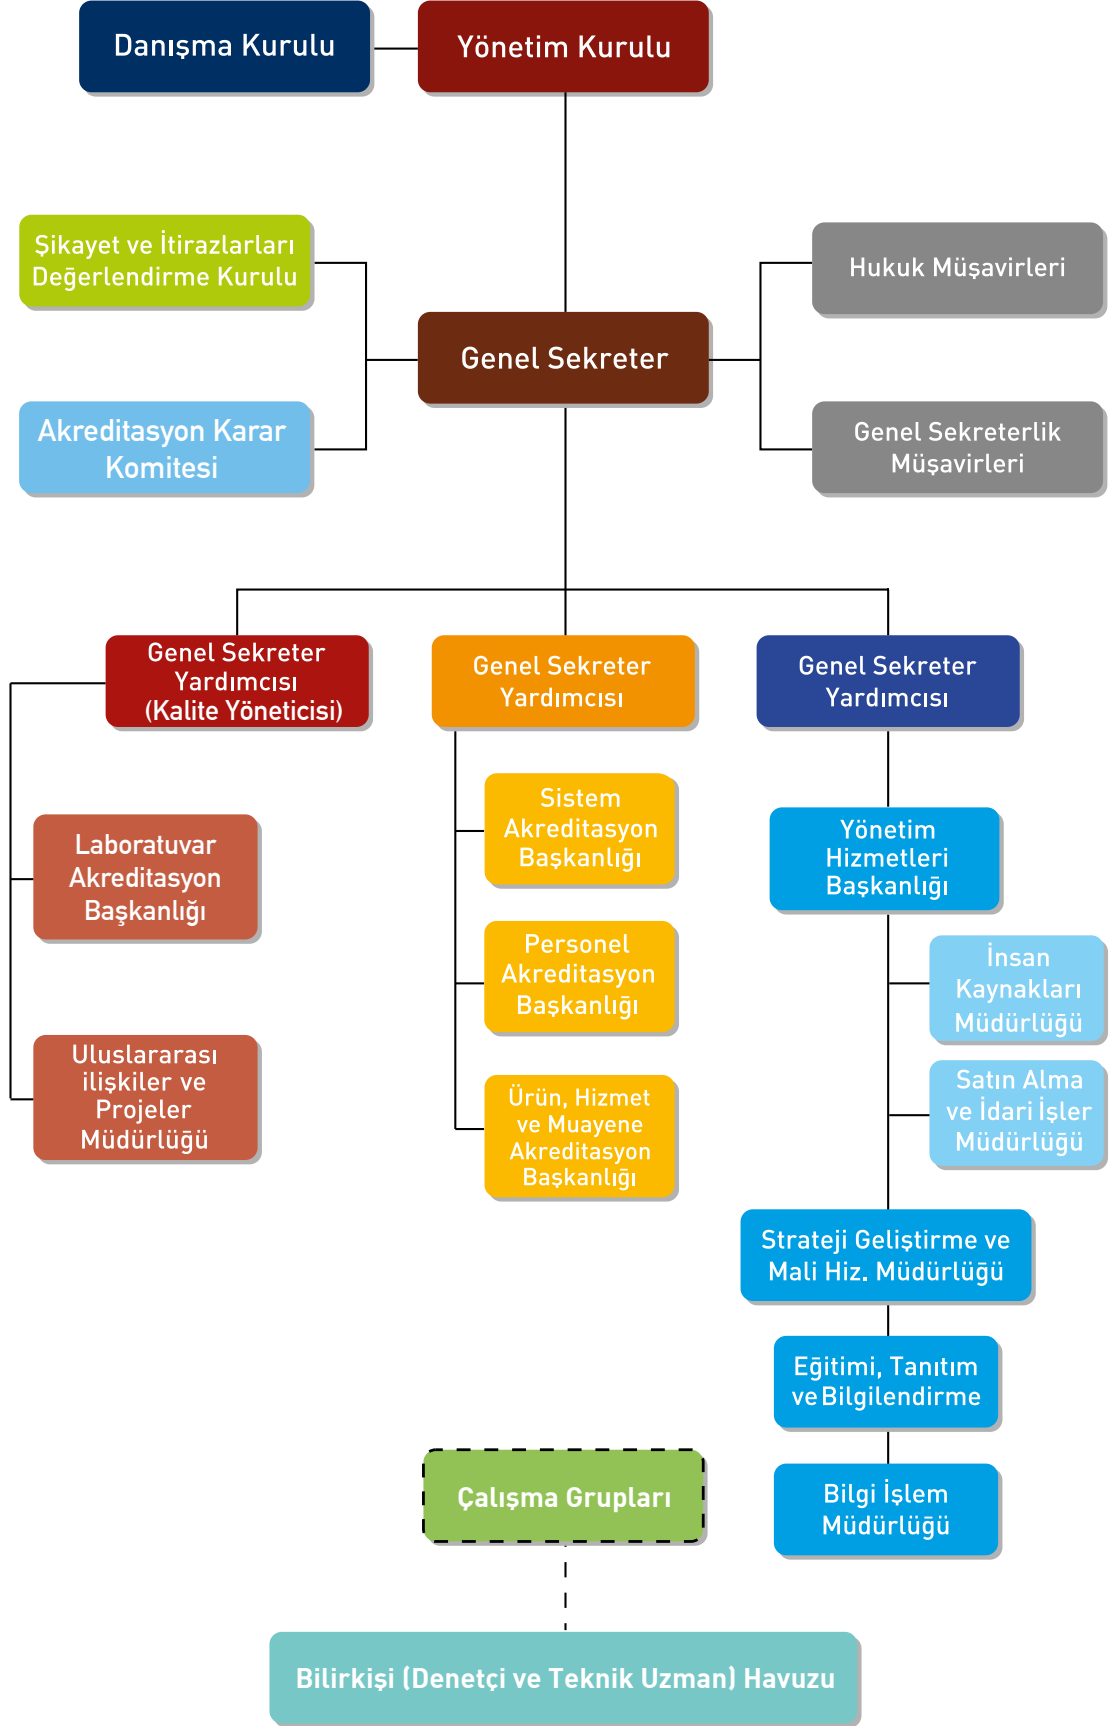 Danışma Kurulu
Yönetim Kurulu
Şikayet ve İtirazları
Değerlendirme Kurulu
Hukuk Müşavirleri
Genel Sekreter
Akreditasyon Karar
Komitesi
Genel Sekreterlik
Müşavirleri
Genel Sekreter
Yardımcısı
(Kalite Yöneticisi)
Genel Sekreter
Yardımcısı
Genel Sekreter
Yardımcısı
Laboratuvar
Akreditasyon
Başkanlığı
Uluslararası
ilişkiler ve
Projeler
Müdürlüğü
Sistem
Akreditasyon
Başkanlığı
Personel
Akreditasyon
Başkanlığı
Ürün, Hizmet
ve Muayene
Akreditasyon
Başkanlığı
Yönetim
Hizmetleri
Başkanlığı
İnsan
Kaynakları
Müdürlüğü
Satın Alma
ve İdari İşler
Müdürlüğü
Strateji Geliştirme ve
Mali Hiz. Müdürlüğü
Eğitimi, Tanıtım
ve Bilgilendirme
Bilgi İşlem
Müdürlüğü
Çalışma Grupları
Bilirkişi (Denetçi ve Teknik Uzman) Havuzu